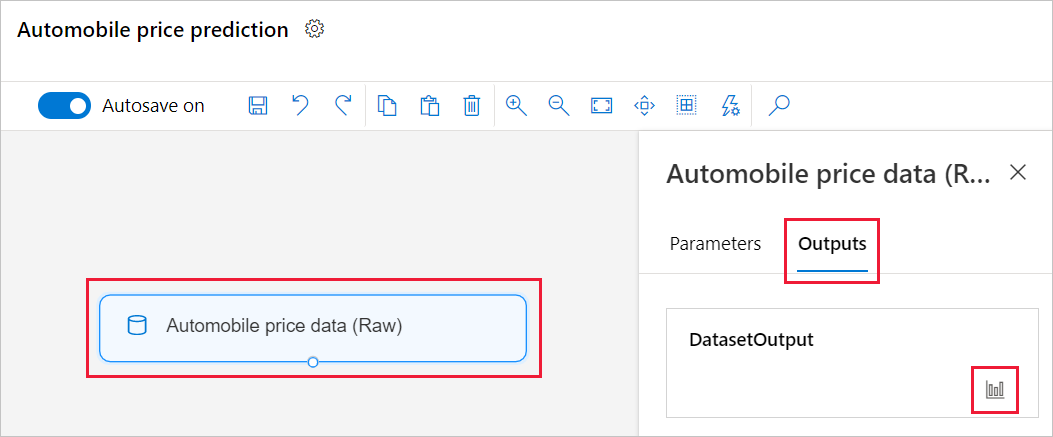 Automobile price prediction
Autosave on
Automobile price data (R...
Parameters Outputs
Automobile price data (Raw)
DatasetOutput